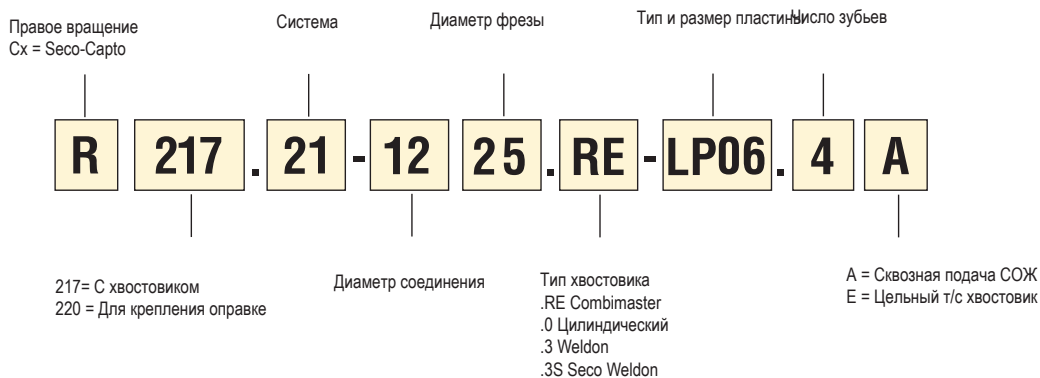 Правое вращение
Cx = Seco-Capto
Система
Диаметр фрезы
Тип и размер пластины
Число зубьев
R 217 . 21 - 12 25 . RE - LP06 . 4 A
217= С хвостовиком
220 = Для крепления оправке
Диаметр соединения
Тип хвостовика
.RE Combimaster
.0 Цилиндический
.3 Weldon
.3S Seco Weldon
A = Сквозная подача СОЖ
E = Цельный т/с хвостовик